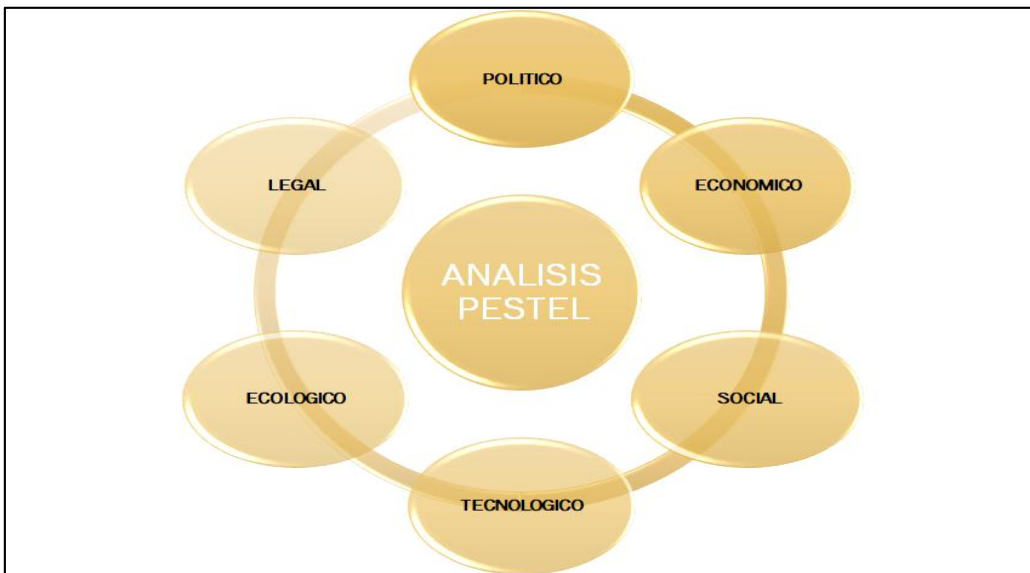 POLITICO
ECONOMICO
SOCIAL
TECNOLOGICO
ECOLOGICO
LEGAL
ANALISIS
PESTEL